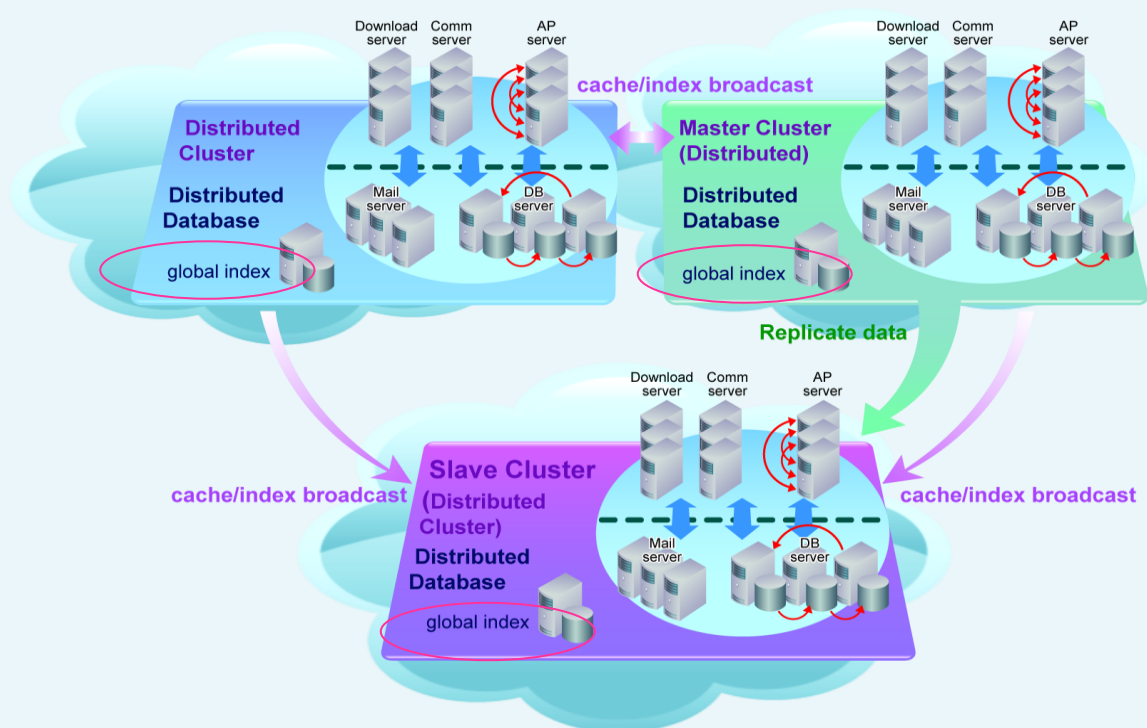 Download
server
Comm
server
AP
server
Download
server
Comm
server
AP
server
cache/index broadcast
Distributed
Cluster
Master Cluster
(Distributed)
Distributed
Database
Mail
server
DB
server
global index
Distributed
Database
Mail
server
DB
server
global index
Replicate data
Download
server
Comm
server
AP
server
Slave Cluster
(Distributed
Cluster)
cache/index broadcast
cache/index broadcast
Distributed
Database
Mail
server
DB
server
global index